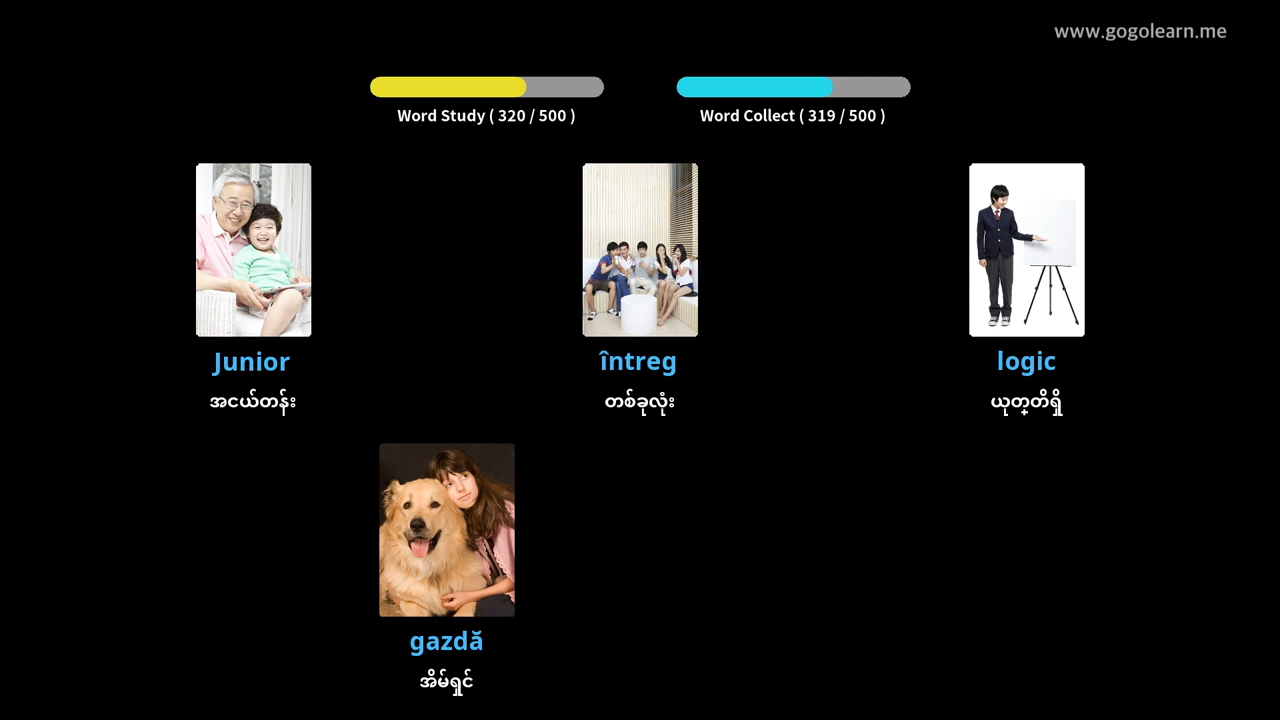 www.gogolearn.me
Word Study ( 320 / 500 )
Word Collect ( 319 / 500 )
Junior
အငယ်တန်း
întreg
တစ်ခုလုံး
logic
ယုတ္တိရှိ
gazdă
အိမ်ရှင်